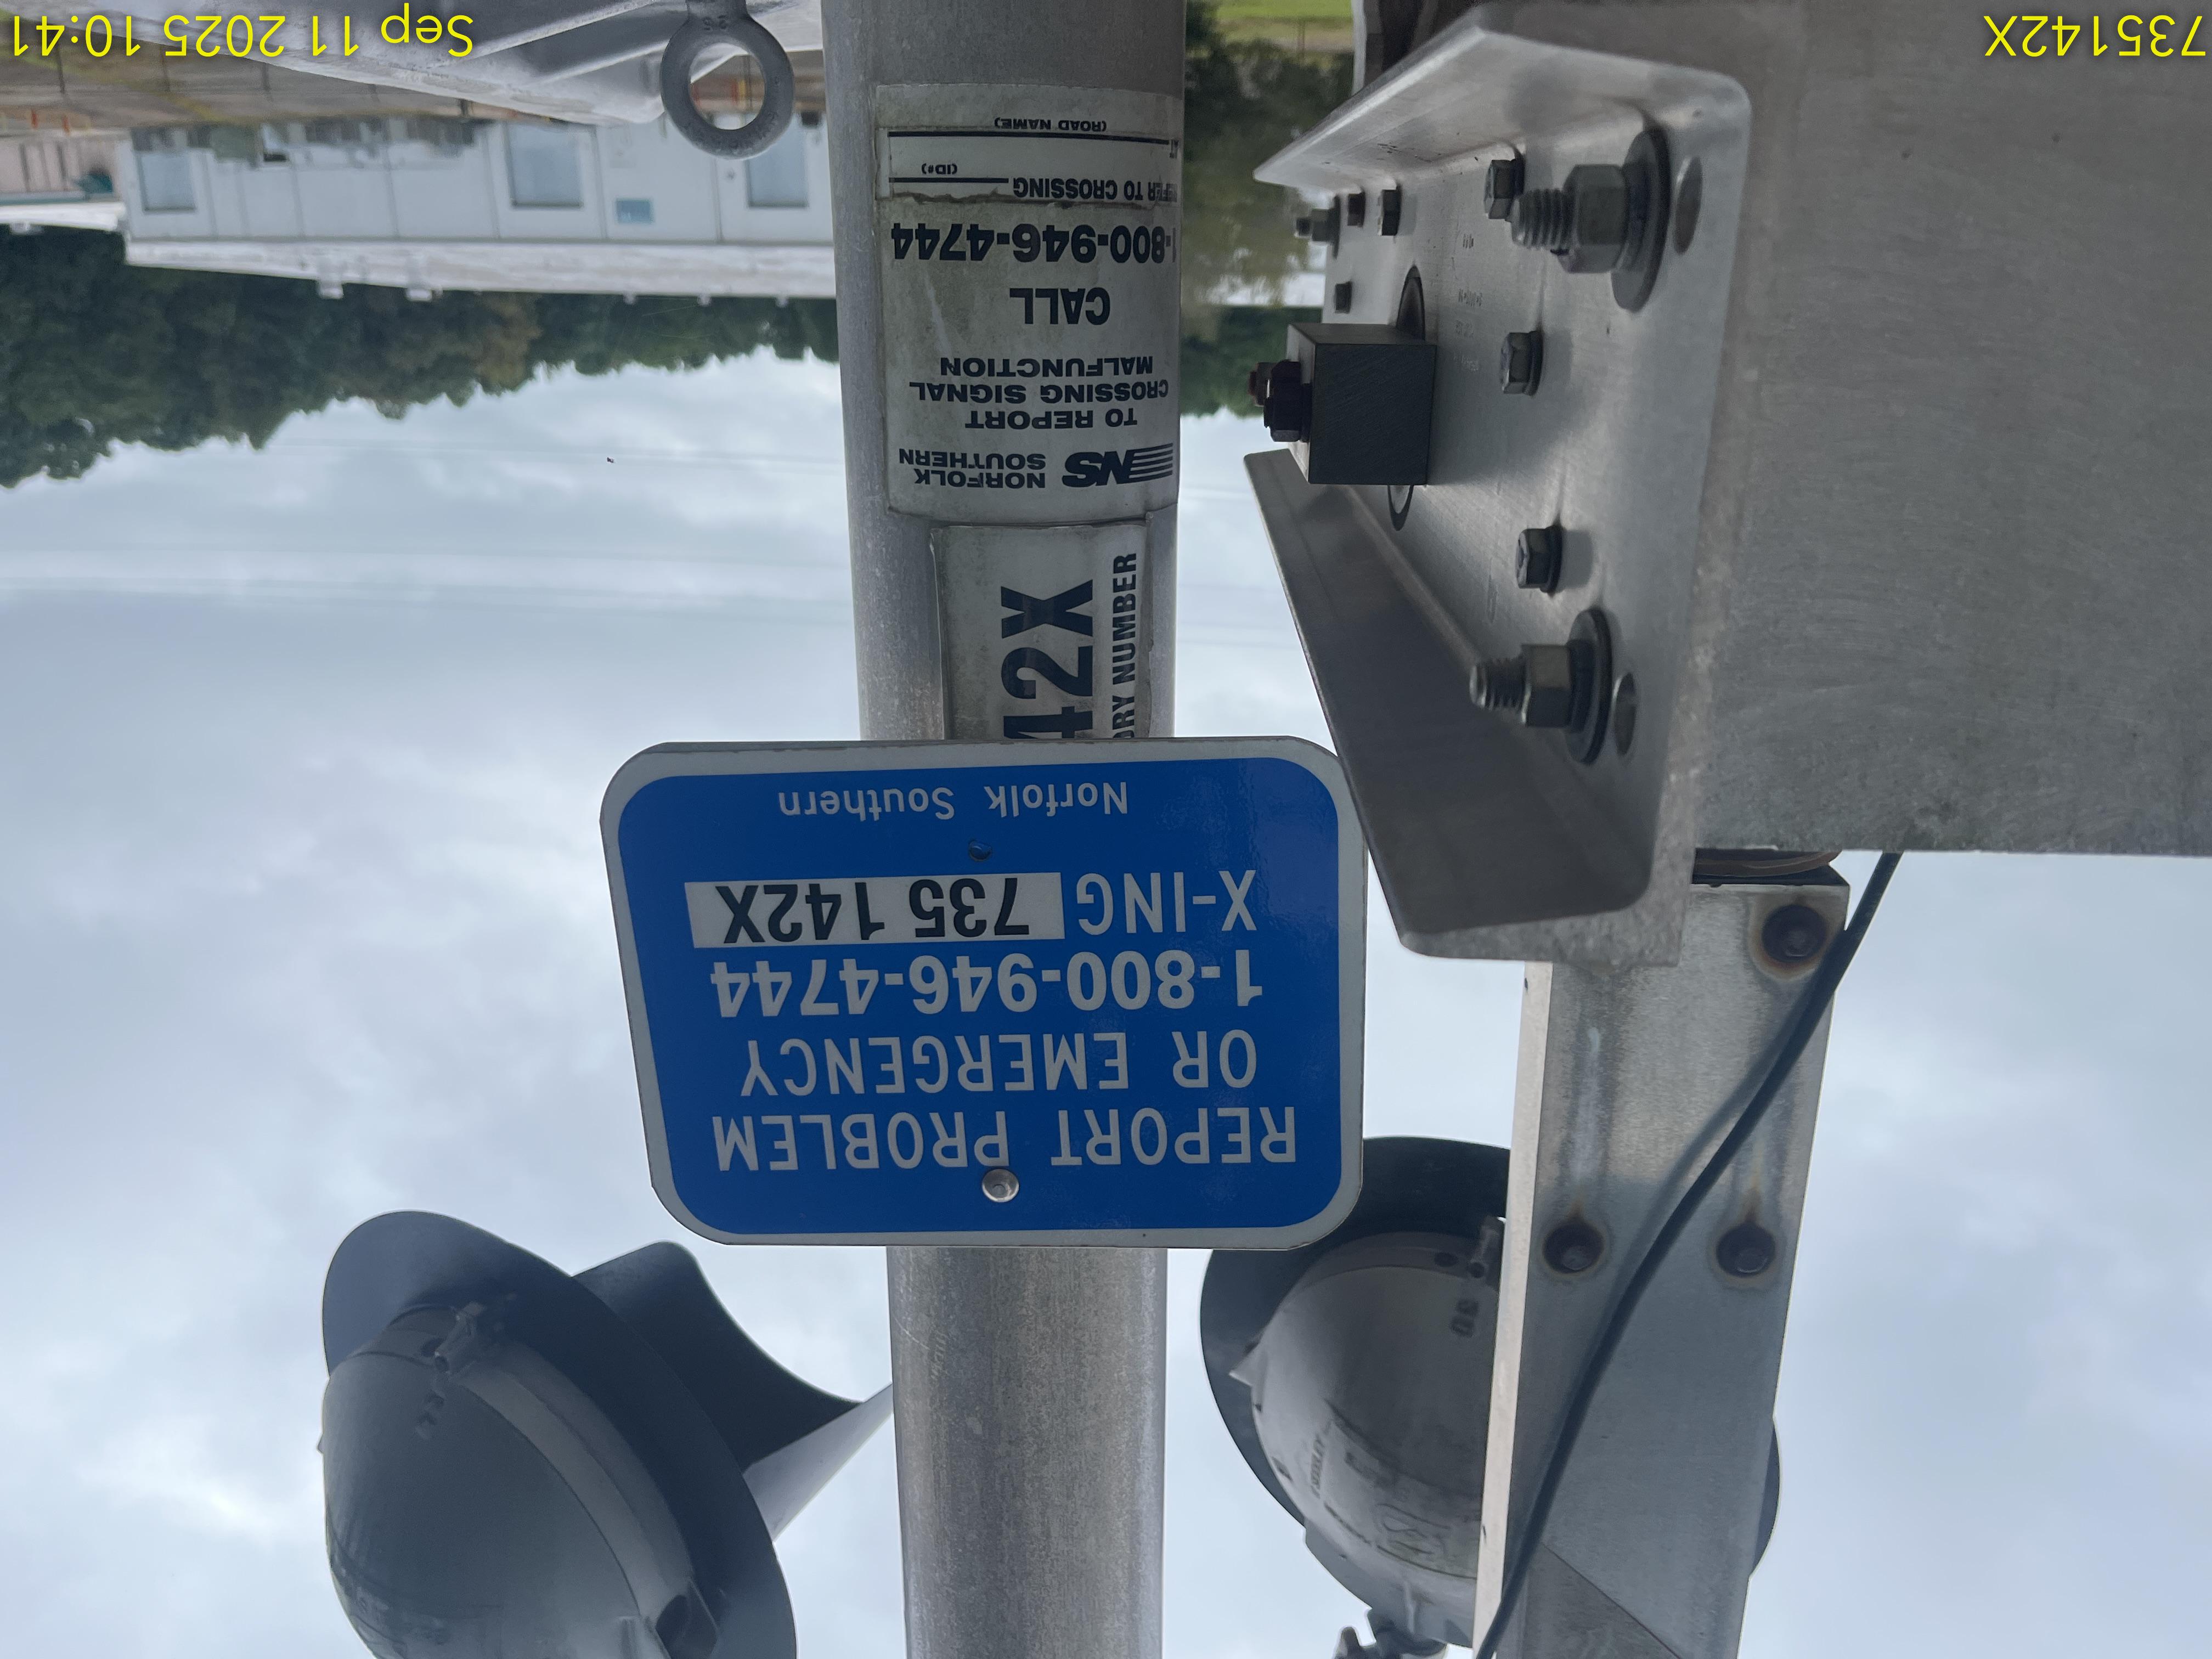 REPORT PROBLEM
OR EMERGENCY
1-800-946-4744
X-ING 735 142X
Norfolk Southern
42X
ORY NUMBER
NS NORFOLK
SOUTHERN
TO REPORT
CROSSING SIGNAL
MALFUNCTION
CALL
1-800-946-4744
REFER TO CROSSING
(ID#)
AT
(ROAD NAME)
735142X
Sep 11 2025 10:41